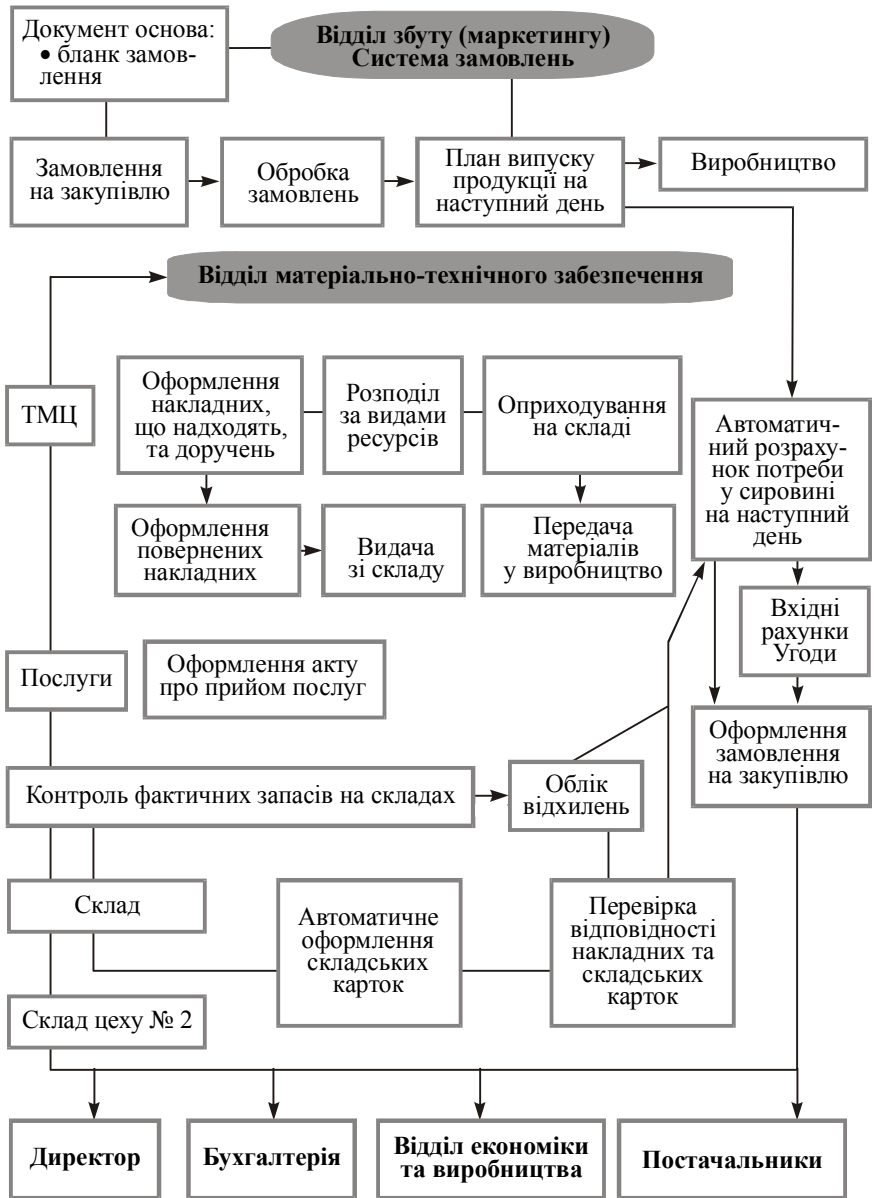 Документ основа:
• бланк замов-
лення
Відділ збуту (маркетингу)
Система замовлень
Замовлення
на закупівлю
Обробка
замовлень
План випуску
продукції на
наступний день
Виробництво
Відділ матеріально-технічного забезпечення
ТМЦ
Оформлення
накладних,
що надходять,
та доручень
Розподіл
за видами
ресурсів
Оприходування
на складі
Автоматич-
ний розраху-
нок потреби
у сировині
на наступний
день
Оформлення
повернених
накладних
Видача
зі складу
Передача
матеріалів
у виробництво
Вхідні
рахунки
Угоди
Послуги
Оформлення акту
про прийом послуг
Оформлення
замовлення
на закупівлю
Контроль фактичних запасів на складах
Облік
відхилень
Склад
Автоматичне
оформлення
складських
карток
Перевірка
відповідності
накладних та
складських
карток
Склад цеху № 2
Директор
Бухгалтерія
Відділ економіки
та виробництва
Постачальники